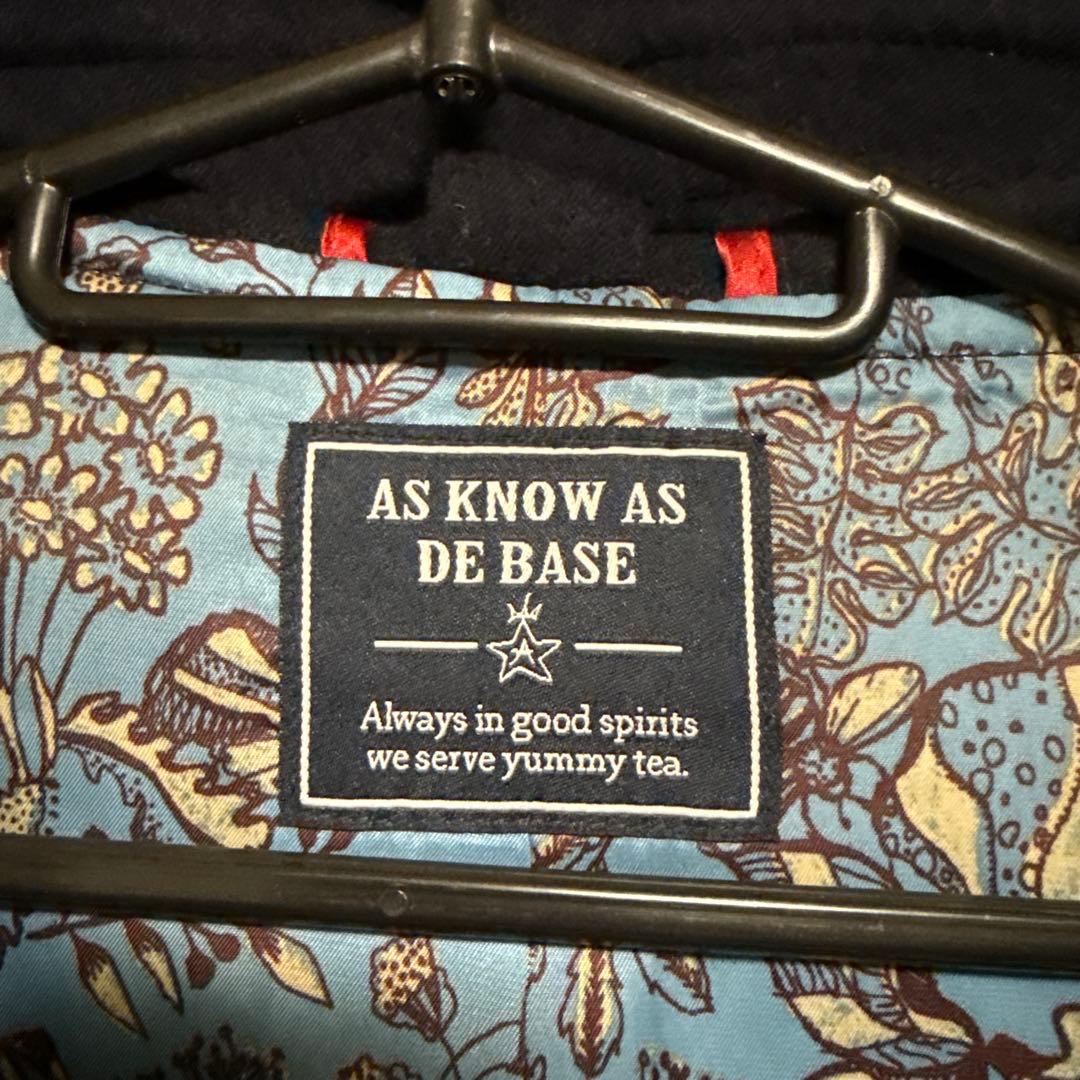 AS KNOW AS
DE BASE
A
Always in good spirits
we serve yummy tea.